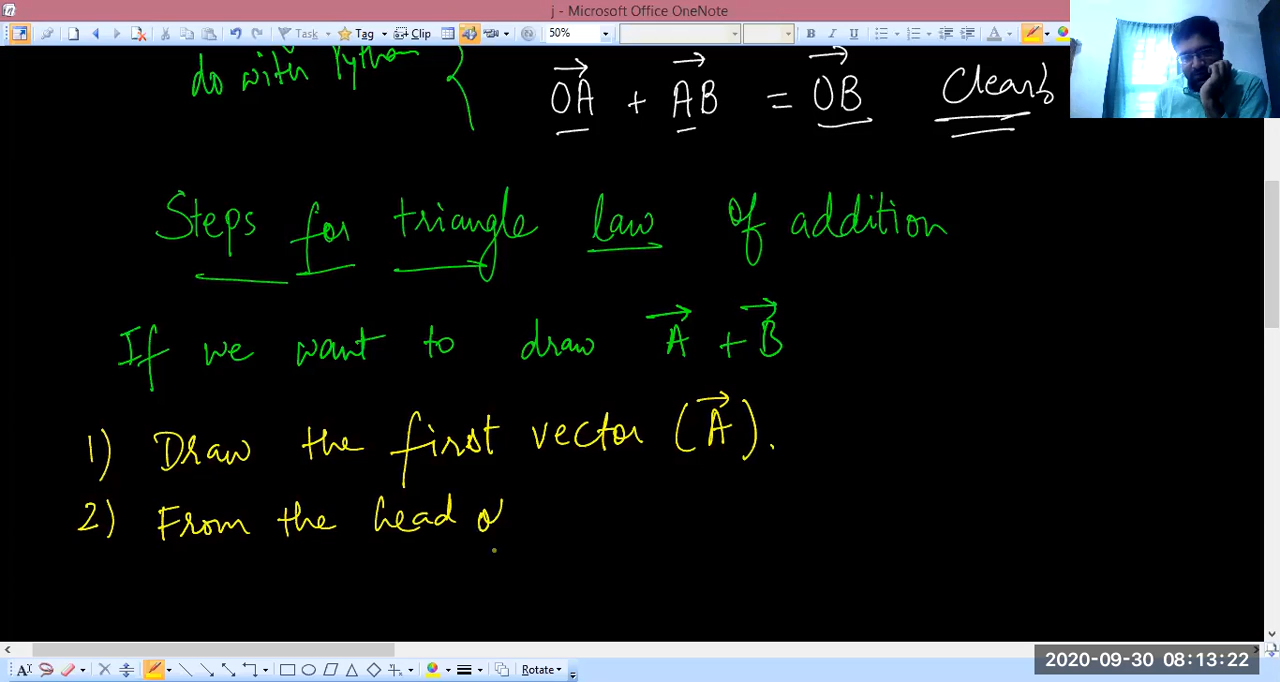 j - Microsoft Office OneNote
Task Tag Clip 50% B I U A
do with Python
OA + AB = OB
Steps for triangle law of addition
If we want to draw A + B
1) Draw the first vector (A).
2) From the head o
2020-09-30 08:13:22
Rotate